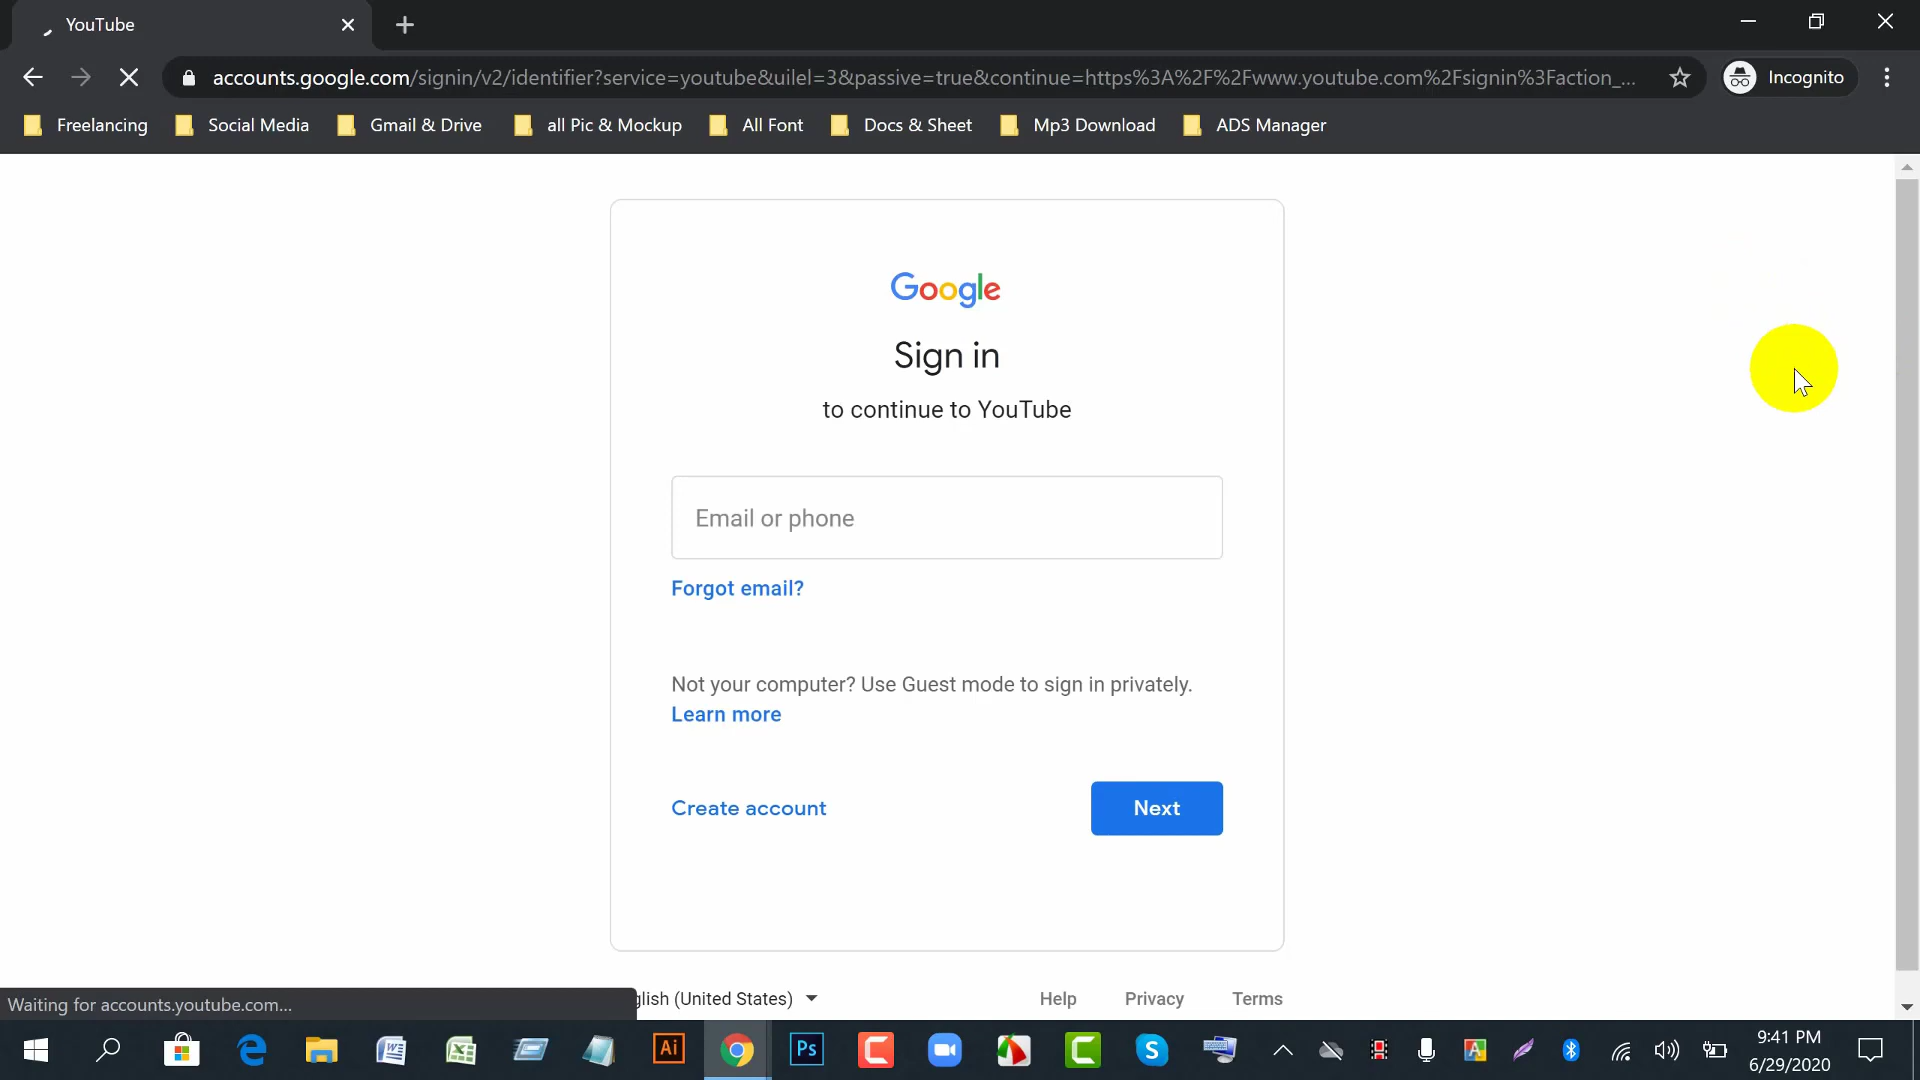 YouTube
accounts.google.com/signin/v2/identifier?service=youtube&uilel=3&passive=true&continue=https%3A%2F%2Fwww.youtube.com%2Fsignin%3Faction_...
Incognito
Freelancing
Social Media
Gmail & Drive
all Pic & Mockup
All Font
Docs & Sheet
Mp3 Download
ADS Manager
Google
Sign in
to continue to YouTube
Email or phone
Forgot email?
Not your computer? Use Guest mode to sign in privately.
Learn more
Create account
Next
glish (United States)
Help
Privacy
Terms
Waiting for accounts.youtube.com...
Ai
Ps
9:41 PM
6/29/2020